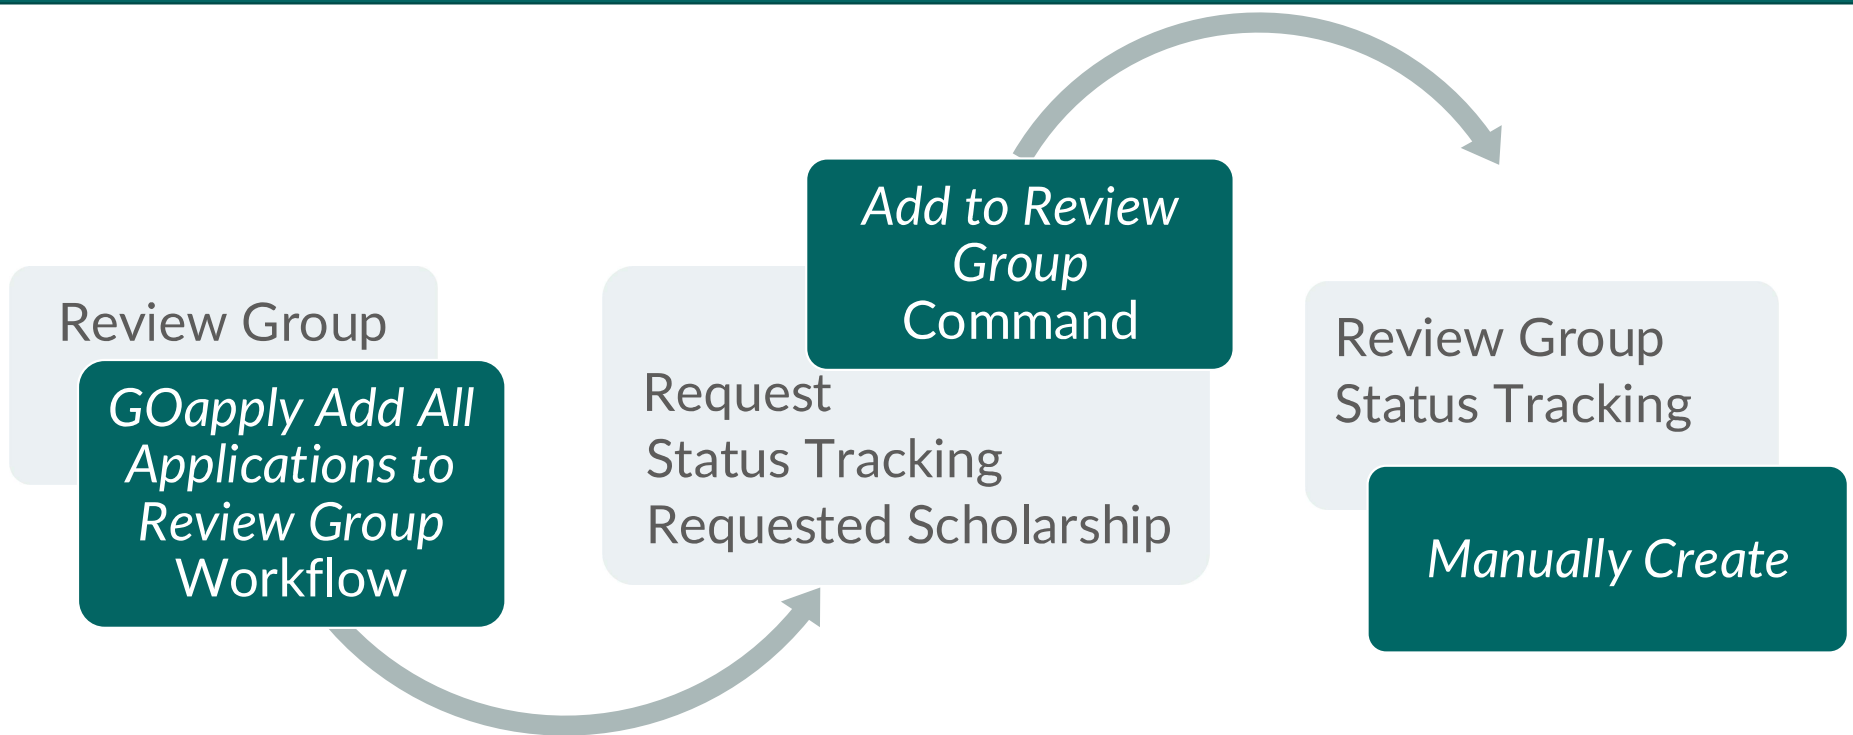 Review Group
GOapply Add All
Applications to
Review Group
Workflow
Add to Review
Group
Command
Request
Status Tracking
Requested Scholarship
Review Group
Status Tracking
Manually Create